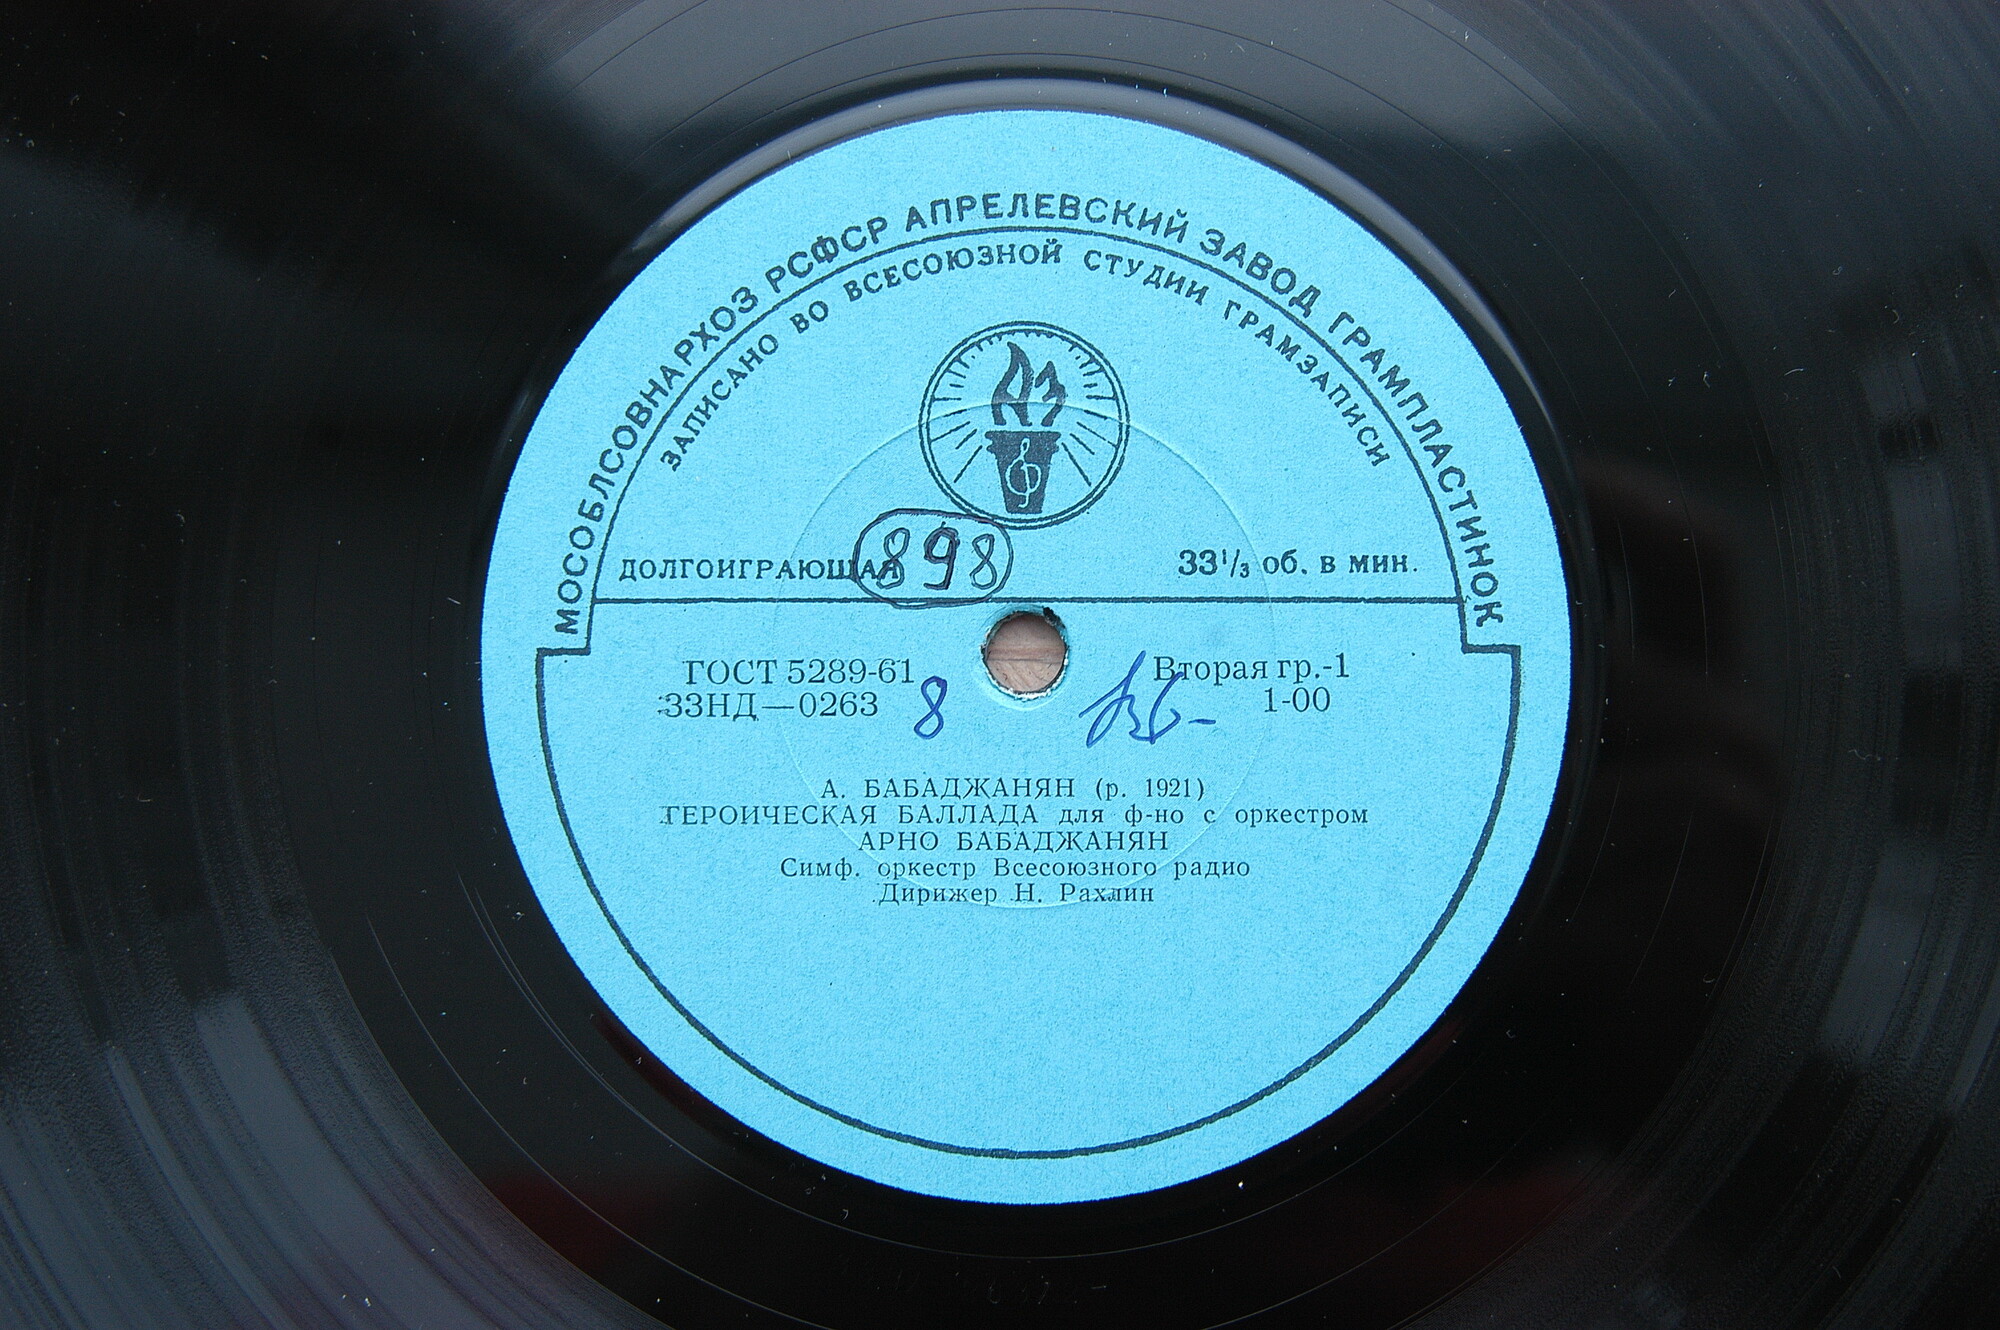 МОСОБЛСОВНАРХОЗ РСФСР АПРЕЛЕВСКИЙ ЗАВОД ГРАМПЛАСТИНОК
ЗАПИСАНО ВО ВСЕСОЮЗНОЙ СТУДИИ ГРАМЗАПИСИ
898
ДОЛГОИГРАЮЩАЯ 33⅓ об. в мин.
ГОСТ 5289-61 Вторая гр.-1
33НД—0263 8 1-00
А. БАБАДЖАНЯН (р. 1921)
ГЕРОИЧЕСКАЯ БАЛЛАДА для ф-но с оркестром
АРНО БАБАДЖАНЯН
Симф. оркестр Всесоюзного радио
Дирижер Н. Рахлин